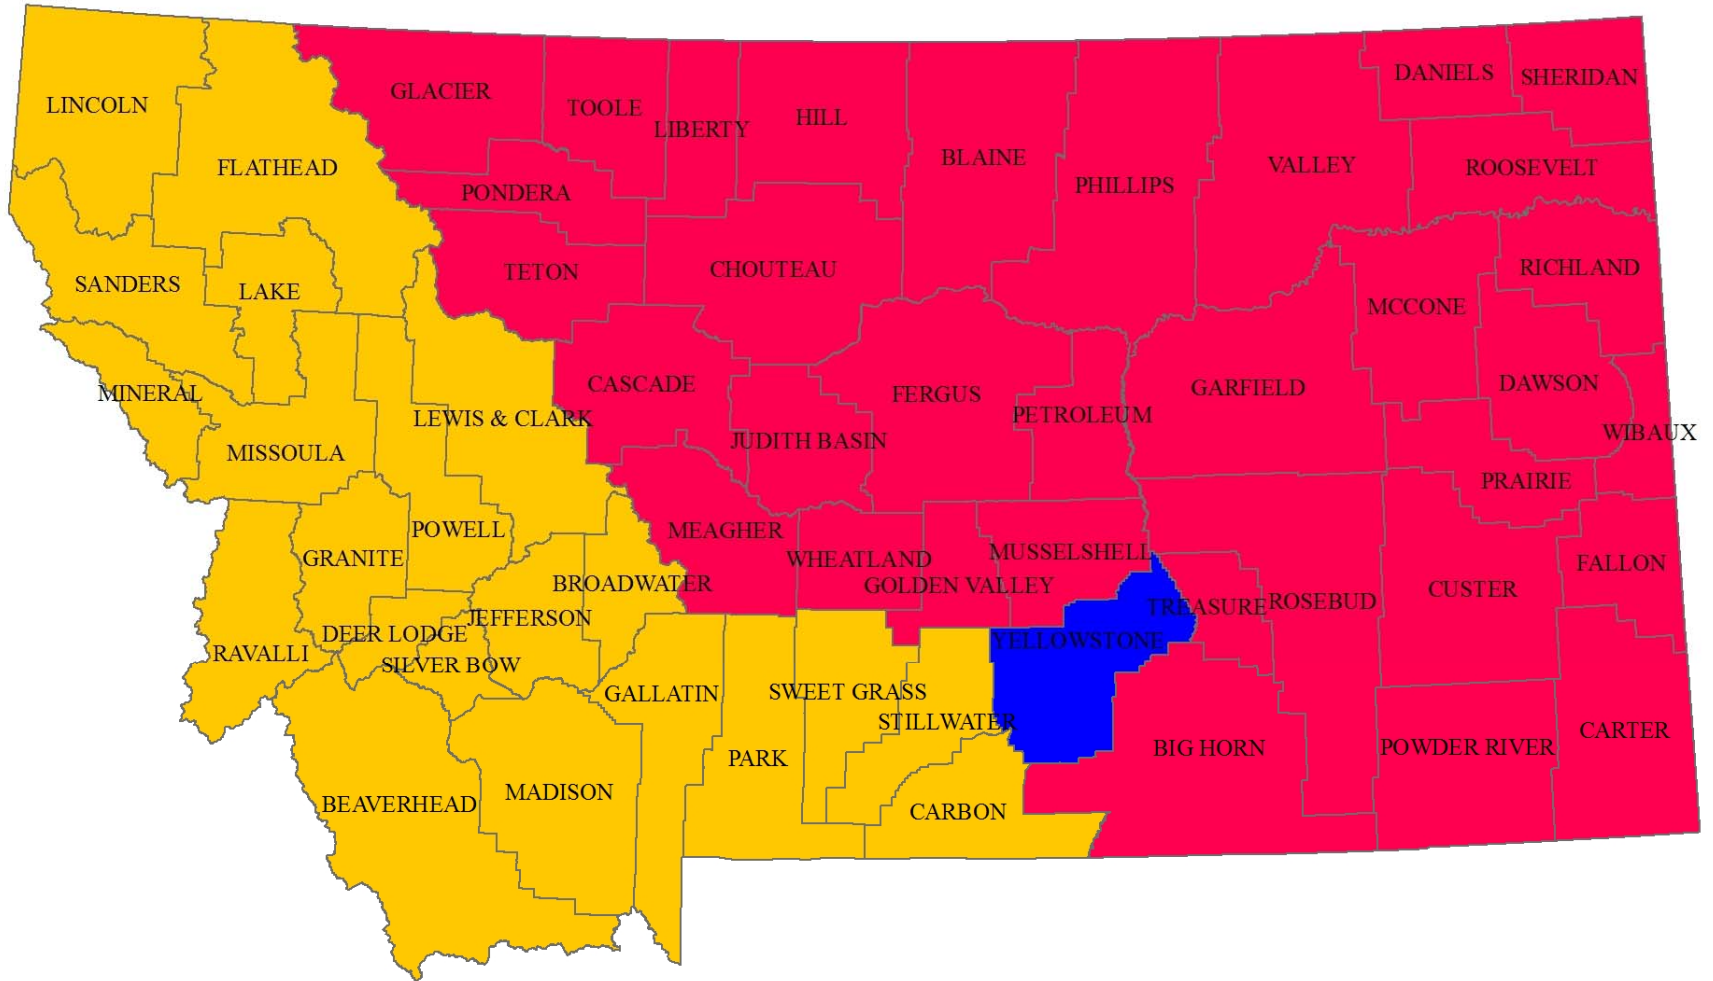 DANIELS
SHERIDAN
GLACIER
LINCOLN
TOOLE
HILL
LIBERTY
BLAINE
VALLEY
ROOSEVELT
FLATHEAD
PHILLIPS
PONDERA
RICHLAND
CHOUTEAU
TETON
SANDERS
LAKE
MCCONE
DAWSON
CASCADE
GARFIELD
MINERAL
FERGUS
PETROLEUM
LEWIS & CLARK
WIBAUX
JUDITH BASIN
MISSOULA
PRAIRIE
POWELL
MEAGHER
MUSSELSHELL
GRANITE
WHEATLAND
FALLON
BROADWATER
GOLDEN VALLEY
CUSTER
ROSEBUD
TREASURE
JEFFERSON
DEER LODGE
YELLOWSTONE
RAVALLI
SILVER BOW
GALLATIN
SWEET GRASS
STILLWATER
CARTER
BIG HORN
POWDER RIVER
PARK
MADISON
BEAVERHEAD
CARBON